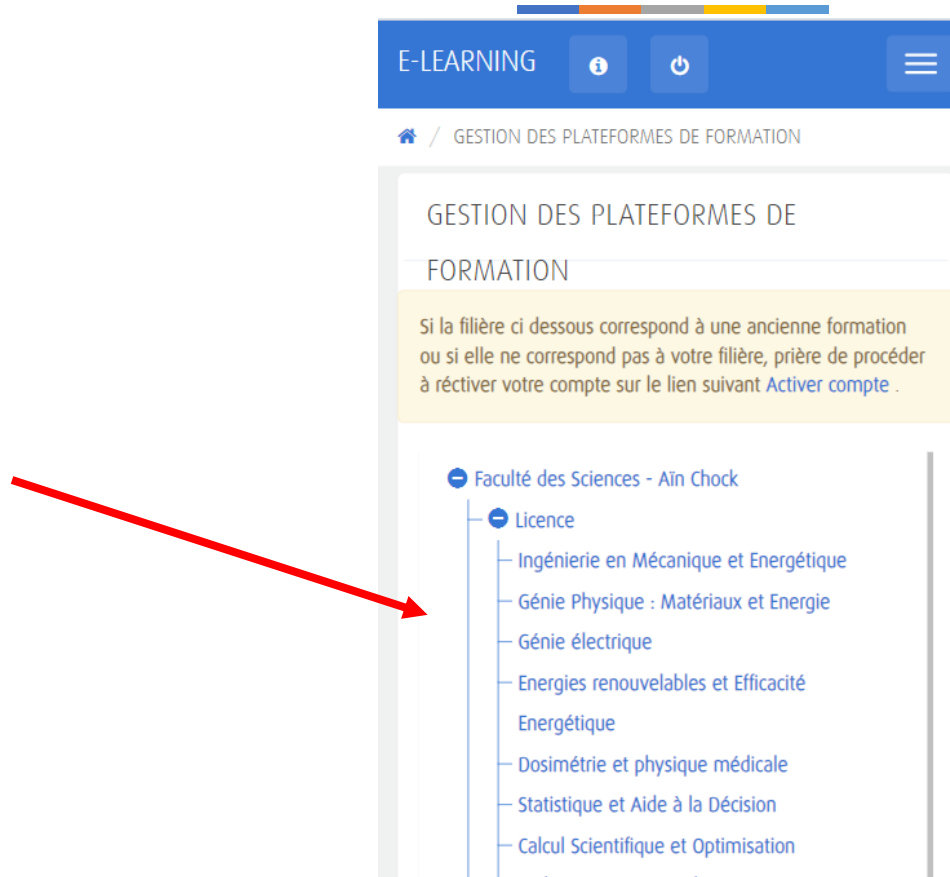 E-LEARNING
/ GESTION DES PLATEFORMES DE FORMATION
GESTION DES PLATEFORMES DE
FORMATION
Si la filière ci dessous correspond à une ancienne formation
ou si elle ne correspond pas à votre filière, prière de procéder
à réctiver votre compte sur le lien suivant Activer compte .
Faculté des Sciences - Aïn Chock
Licence
Ingénierie en Mécanique et Energétique
Génie Physique : Matériaux et Energie
Génie électrique
Energies renouvelables et Efficacité
Energétique
Dosimétrie et physique médicale
Statistique et Aide à la Décision
Calcul Scientifique et Optimisation